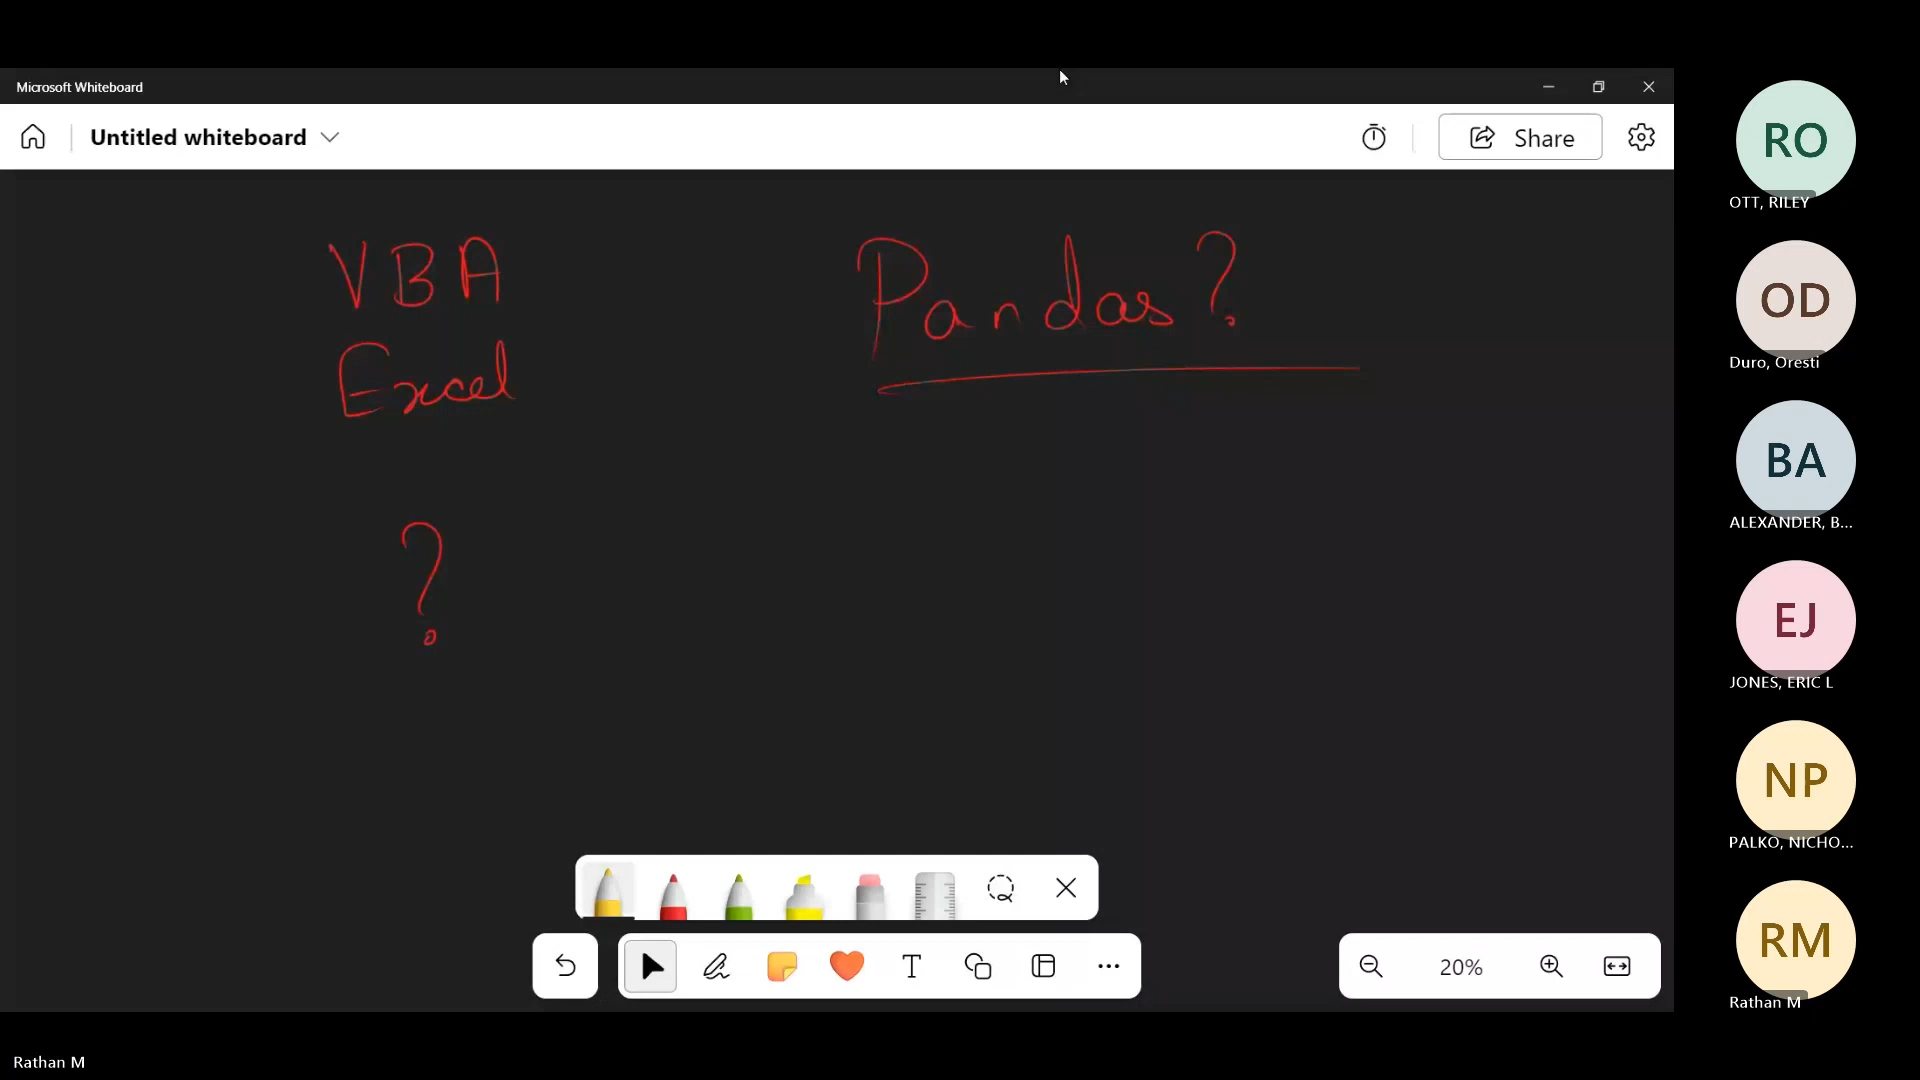 Microsoft Whiteboard
Untitled whiteboard
Share
VBA
Excel
?
Pandas?
20%
RO
OTT, RILEY
OD
Duro, Oresti
BA
ALEXANDER, B...
EJ
JONES, ERIC L
NP
PALKO, NICHO...
RM
Rathan M
Rathan M